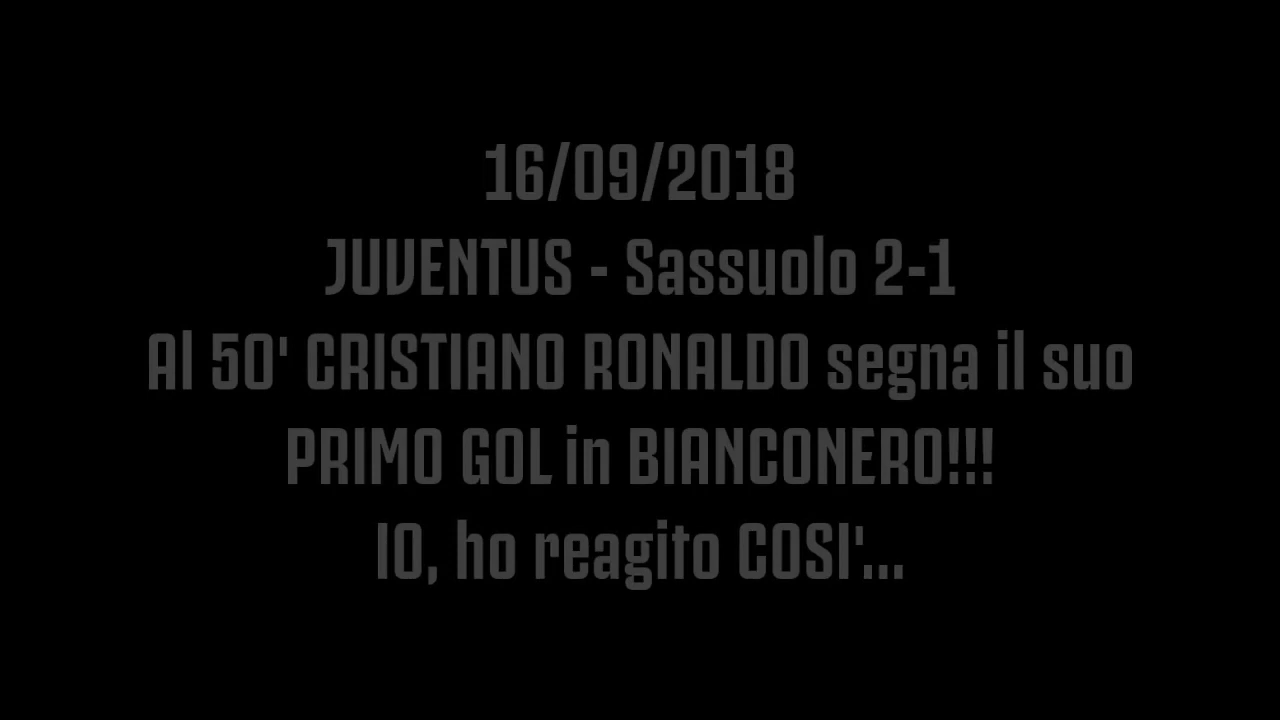 16/09/2018
JUVENTUS - Sassuolo 2-1
Al 50' CRISTIANO RONALDO segna il suo
PRIMO GOL in BIANCONERO!!!
IO, ho reagito COSI'...